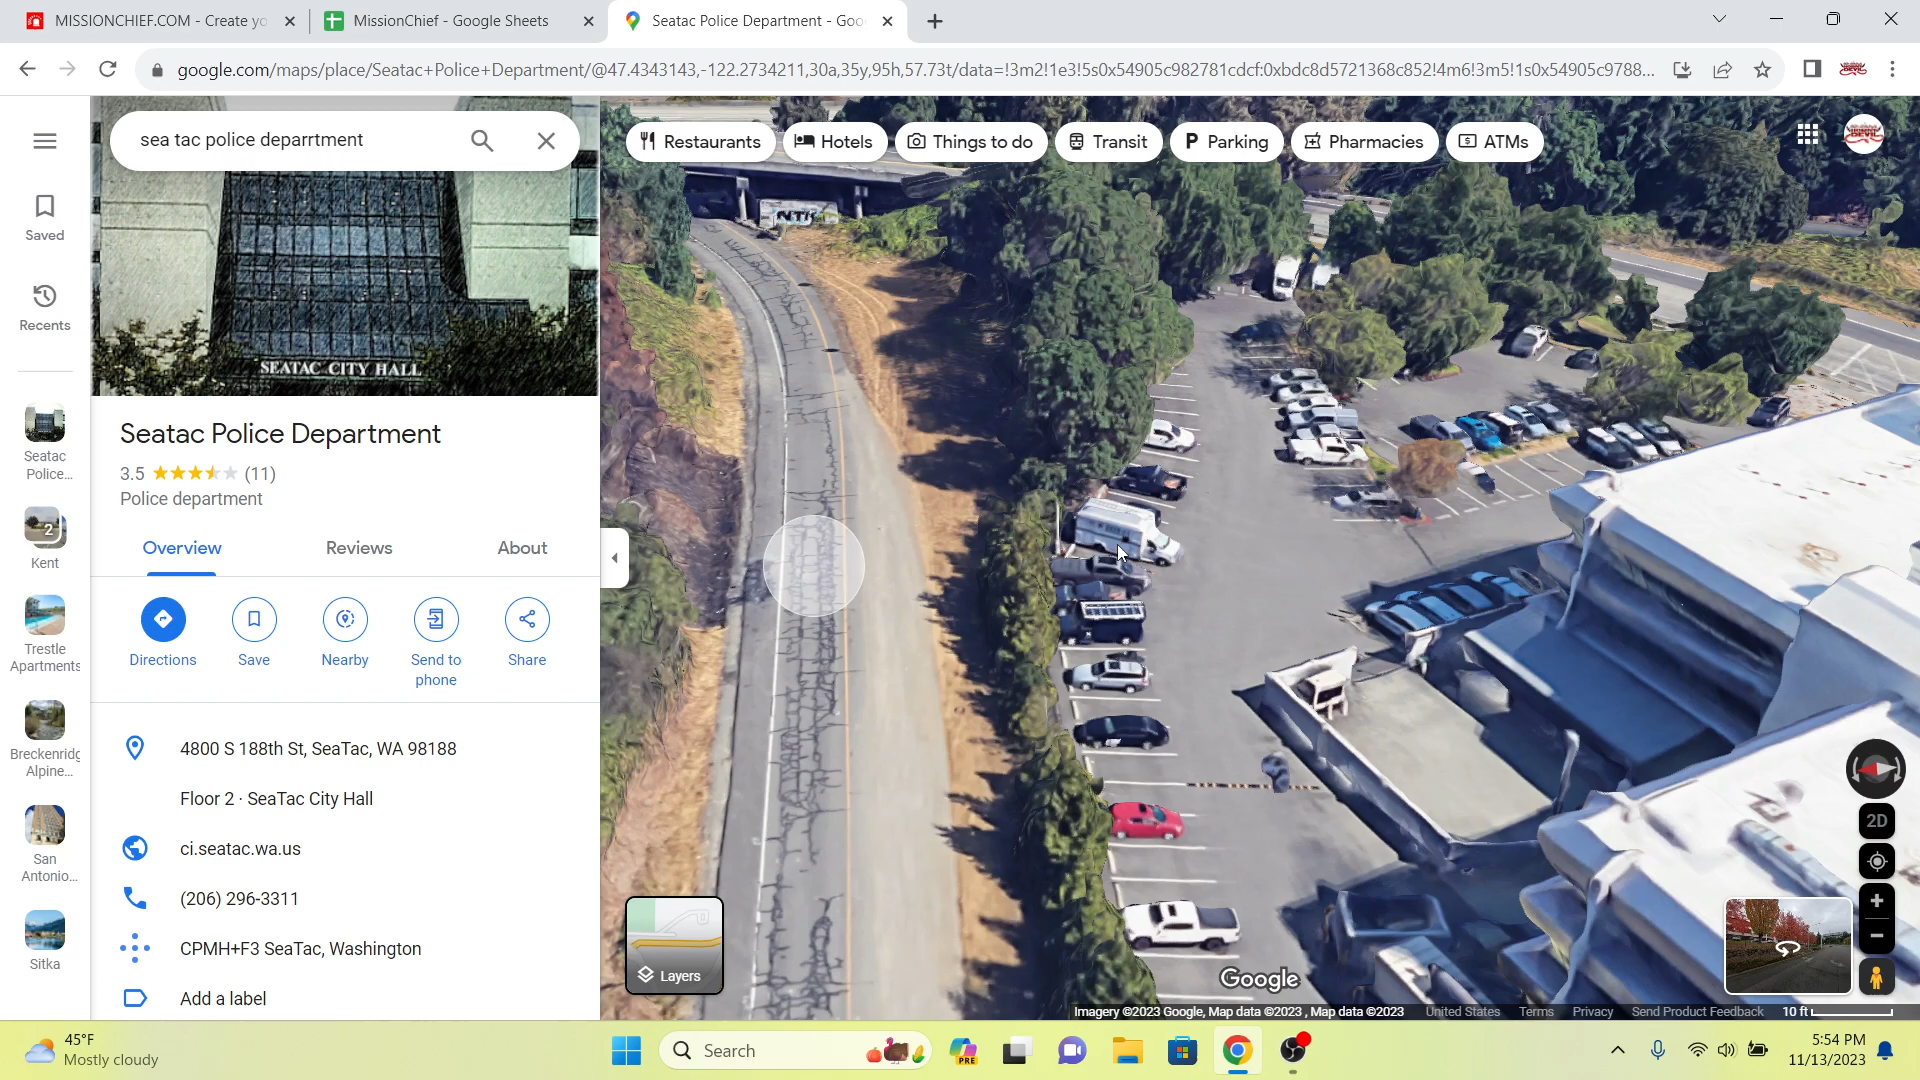 MISSIONCHIEF.COM - Create yo
MissionChief - Google Sheets
Seatac Police Department - Goo
google.com/maps/place/Seatac+Police+Department/@47.4343143,-122.2734211,30a,35y,95h,57.73t/data=!3m2!1e3!5s0x54905c982781cdcf:0xbdc8d5721368c852!4m6!3m5!1s0x54905c9788...
sea tac police deparrtment
Restaurants
Hotels
Things to do
Transit
Parking
Pharmacies
ATMs
Saved
Recents
Seatac
Police...
2
Kent
Trestle
Apartments
Breckenridg
Alpine...
San
Antonio...
Sitka
SEATAC CITY HALL
Seatac Police Department
3.5 (11)
Police department
Overview
Reviews
About
Directions
Save
Nearby
Send to
phone
Share
4800 S 188th St, SeaTac, WA 98188
Floor 2 · SeaTac City Hall
ci.seatac.wa.us
(206) 296-3311
CPMH+F3 SeaTac, Washington
Add a label
Layers
2D
Google
Imagery ©2023 Google, Map data ©2023 , Map data ©2023
United States
Terms
Privacy
Send Product Feedback
10 ft
45°F
Mostly cloudy
Search
PRE
5:54 PM
11/13/2023